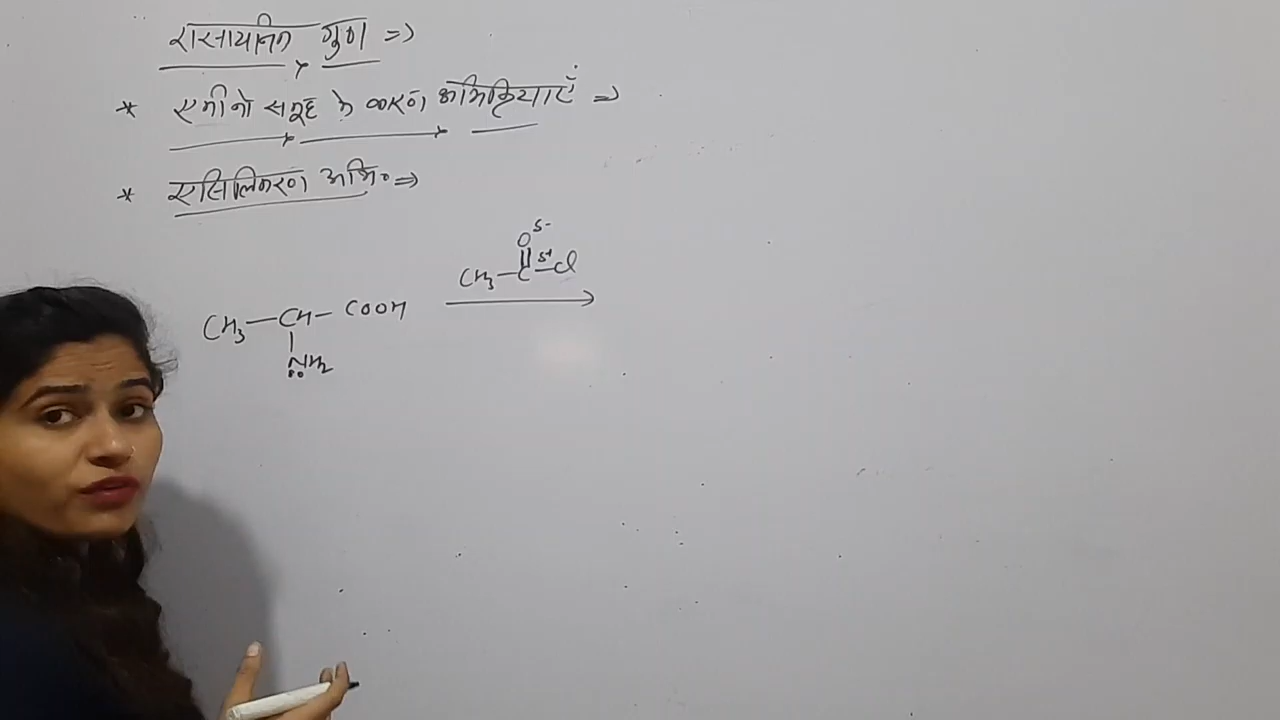 रासायनिक गुण ⇒
* एमीनो समूह के कारण अभिक्रियाएँ ⇒
* एसिलिकरण अभि० ⇒
O δ-
||
CH3 — C δ+ — Cl
CH3 — CH — COOH
|
NH2